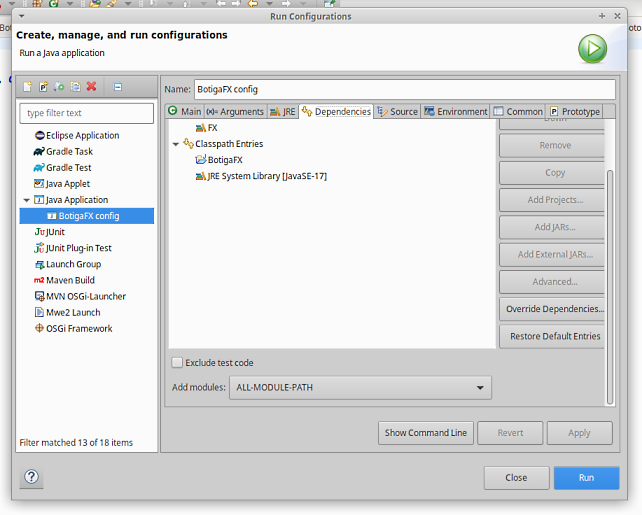 Run Configurations
Create, manage, and run configurations
Run a Java application
type filter text
Eclipse Application
Gradle Task
Gradle Test
Java Applet
Java Application
BotigaFX config
JUnit
JUnit Plug-in Test
Launch Group
Maven Build
MVN OSGi-Launcher
Mwe2 Launch
OSGi Framework
Filter matched 13 of 18 items
Name: BotigaFX config
Main (x)= Arguments JRE Dependencies Source Environment Common Prototype
FX
Classpath Entries
BotigaFX
JRE System Library [JavaSE-17]
Remove
Copy
Add Projects...
Add JARs...
Add External JARs...
Advanced...
Override Dependencies...
Restore Default Entries
Exclude test code
Add modules: ALL-MODULE-PATH
Show Command Line Revert Apply
Close Run